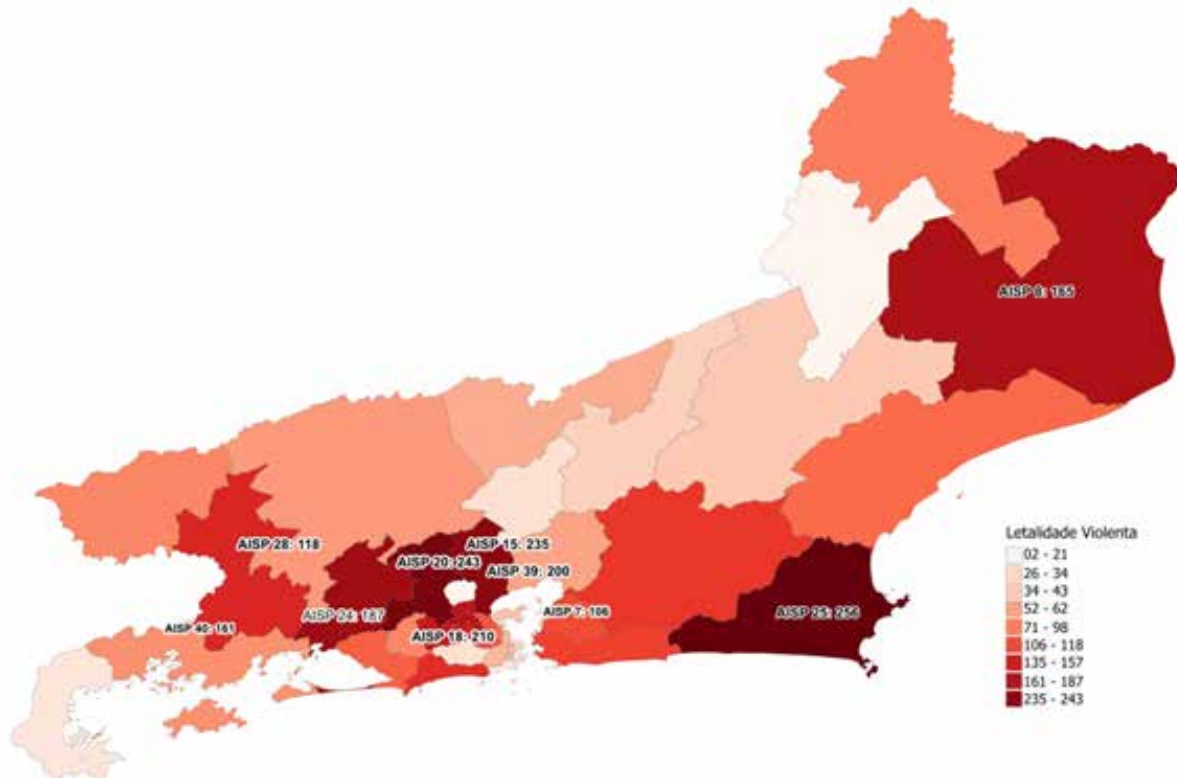 AISP 8: 165
AISP 28: 118
AISP 15: 235
AISP 20: 243
AISP 39: 200
AISP 24: 187
AISP 7: 106
AISP 40: 161
AISP 18: 210
AISP 25: 256
Letalidade Violenta
02 - 21
26 - 34
34 - 43
52 - 62
71 - 98
106 - 118
135 - 157
161 - 187
235 - 243